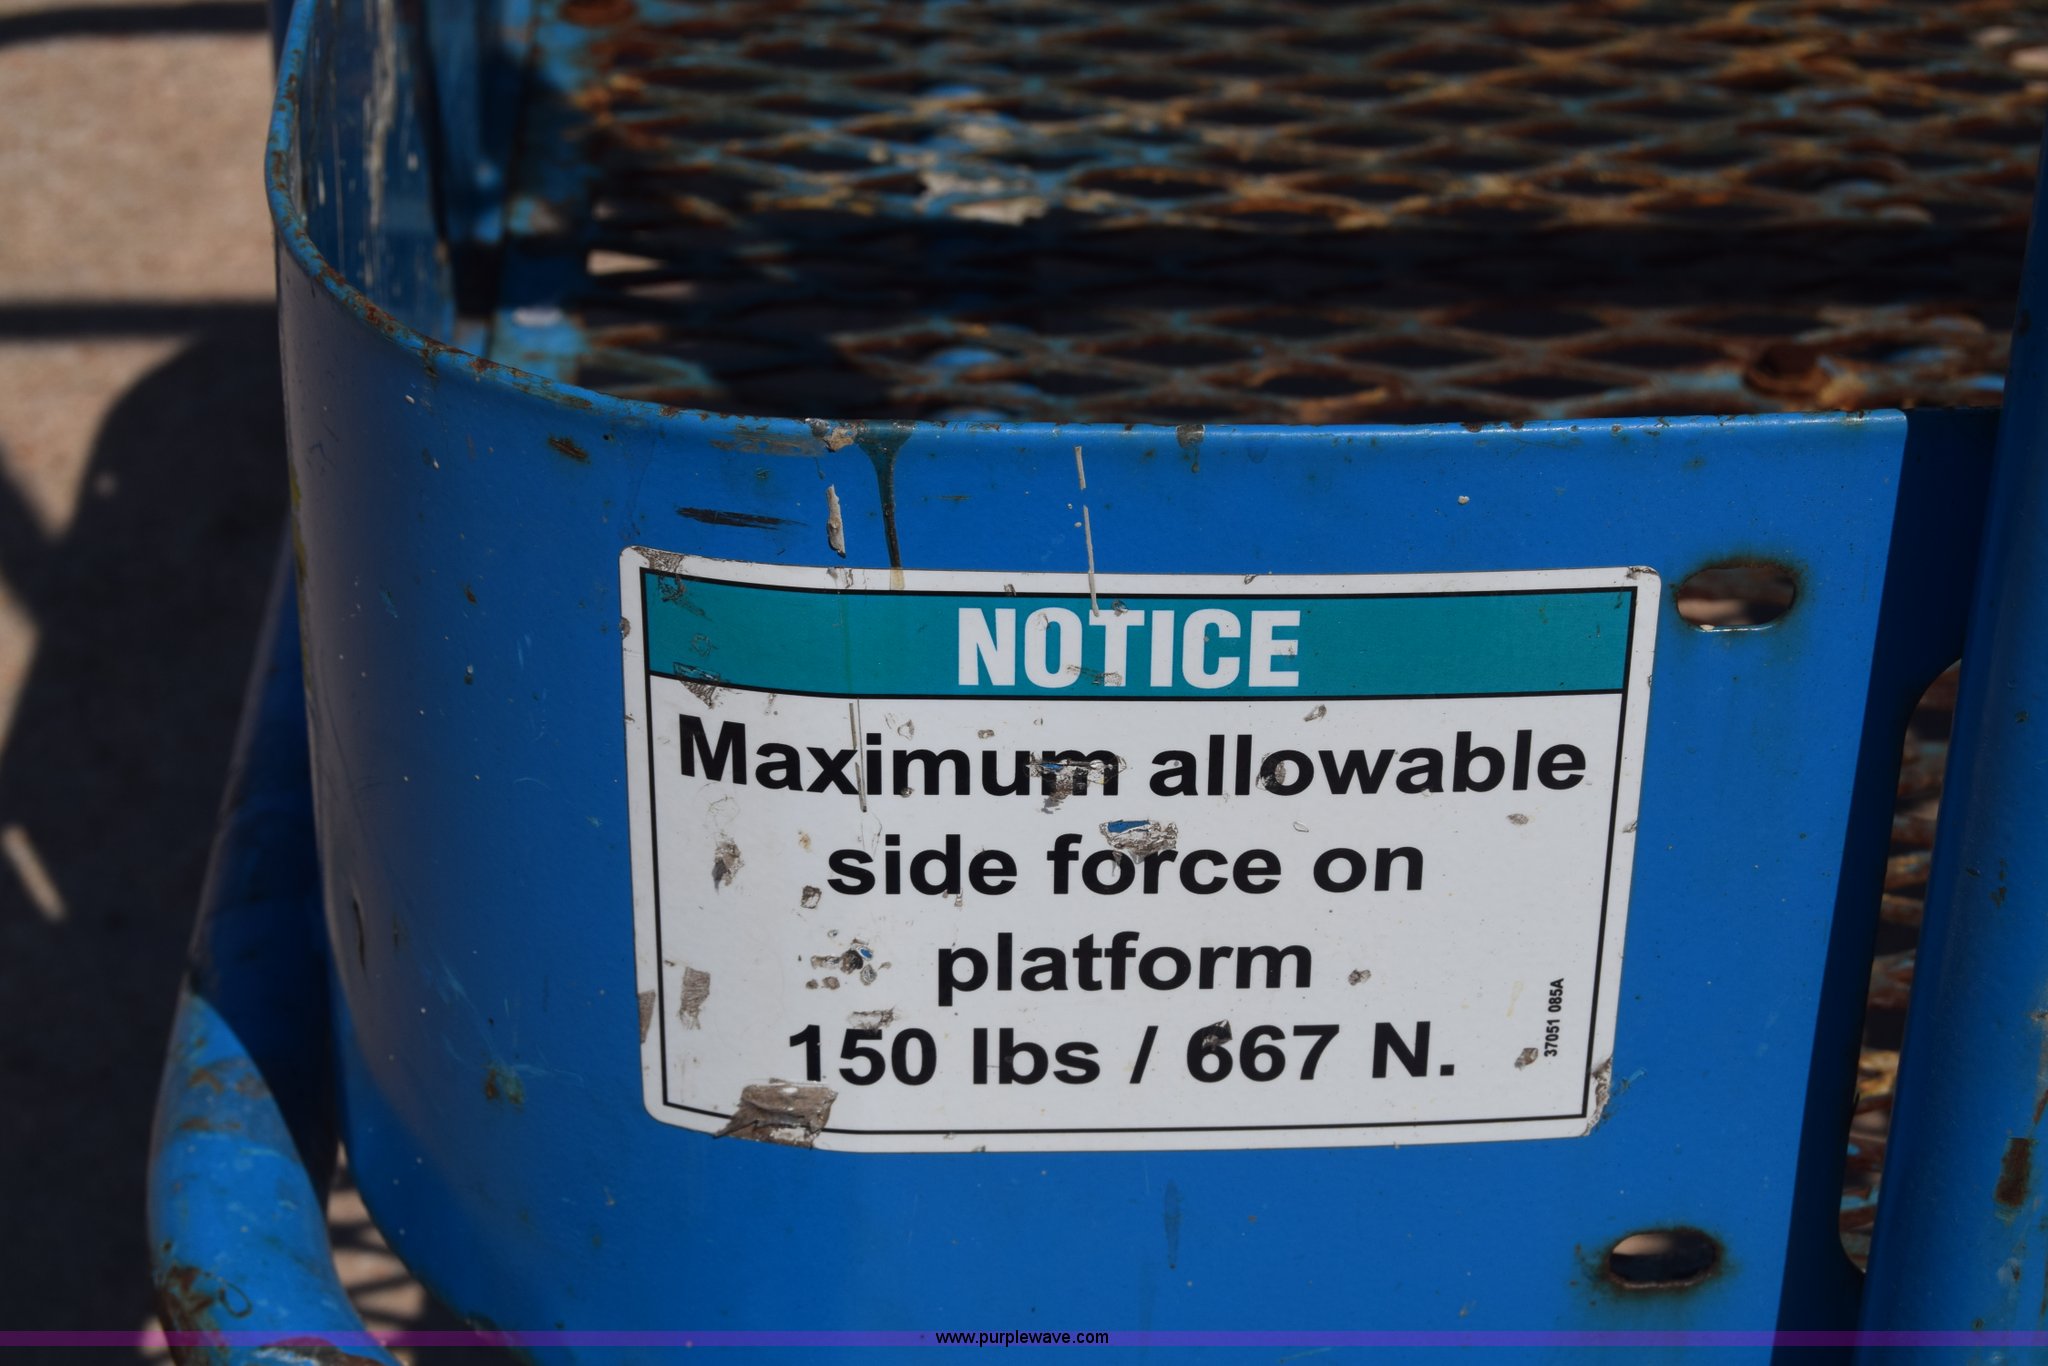 NOTICE
Maximum allowable
side force on
platform
150 lbs / 667 N.
37051 085A
www.purplewave.com